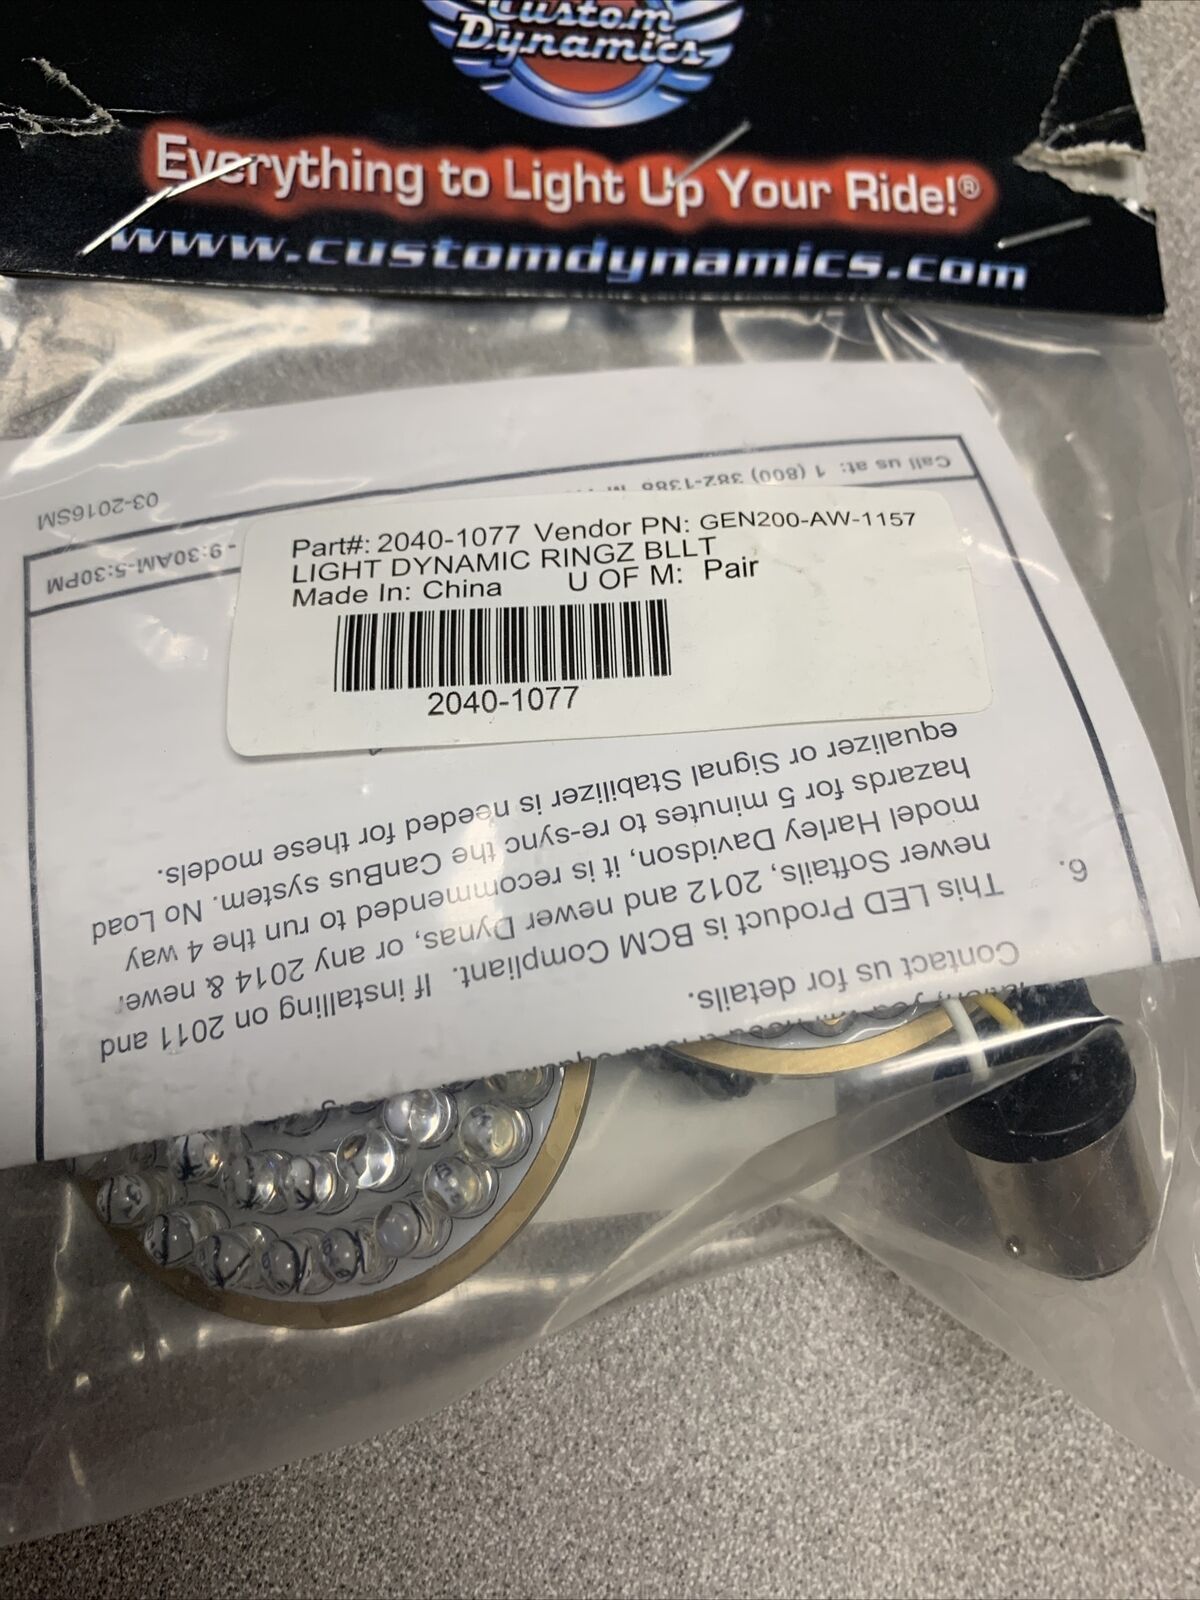 Custom
Dynamics
Everything to Light Up Your Ride!®
www.customdynamics.com
Part#: 2040-1077 Vendor PN: GEN200-AW-1157
LIGHT DYNAMIC RINGZ BLLT
Made In: China U OF M: Pair
2040-1077
Call us at: 1 (800) 382-1388
- 9:30AM-5:30PM
03-2016SM
Contact us for details.
6. This LED Product is BCM Compliant. If installing on 2011 and
newer Softails, 2012 and newer Dynas, or any 2014 & newer
model Harley Davidson, it is recommended to run the 4 way
hazards for 5 minutes to re-sync the CanBus system. No Load
equalizer or Signal Stabilizer is needed for these models.